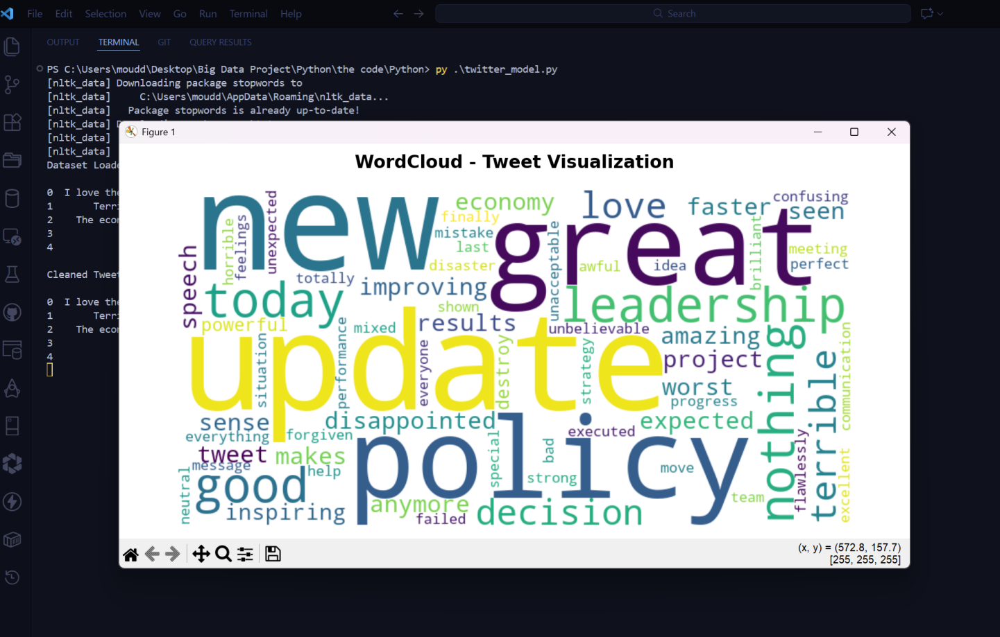 File Edit Selection View Go Run Terminal Help
Search
OUTPUT TERMINAL GIT QUERY RESULTS
PS C:\Users\moudd\Desktop\Big Data Project\Python\the code\Python> py .\twitter_model.py
[nltk_data] Downloading package stopwords to
[nltk_data] C:\Users\moudd\AppData\Roaming\nltk_data...
[nltk_data] Package stopwords is already up-to-date!
[nltk_data]
[nltk_data]
[nltk_data]
Dataset Loade
0 I love the
1 Terri
2 The econ
3
4
Cleaned Tweet
0 I love the
1 Terri
2 The econ
3
4
Figure 1
WordCloud - Tweet Visualization
new
great
update
policy
economy
love
faster
confusing
seen
finally
mistake
last
disaster
unexpected
feelings
horrible
speech
totally
today
improving
unacceptable
awful
idea
brilliant
meeting
perfect
leadership
shown
powerful
mixed
results
unbelievable
amazing
situation
performance
everyone
destroy
strategy
project
worst
progress
nothing
terrible
communication
sense
disappointed
executed
expected
everything
forgiven
tweet
makes
message
help
special
bad
strong
move
team
neutral
good
inspiring
anymore
failed
decision
flawlessly
excellent
(x, y) = (572.8, 157.7)
[255, 255, 255]